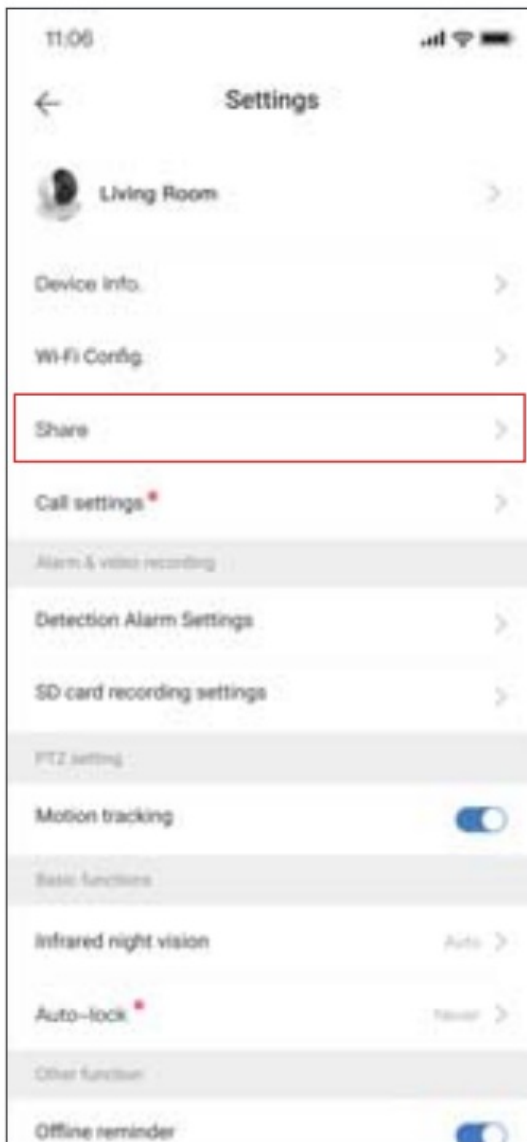 11:06
Settings
Living Room
Device info.
Wi-Fi Config.
Share
Call settings
Alarm & video recording
Detection Alarm Settings
SD card recording settings
PTZ setting
Motion tracking
Basic functions
Infrared night vision
Auto
Auto-lock
Never
Other function
Offline reminder